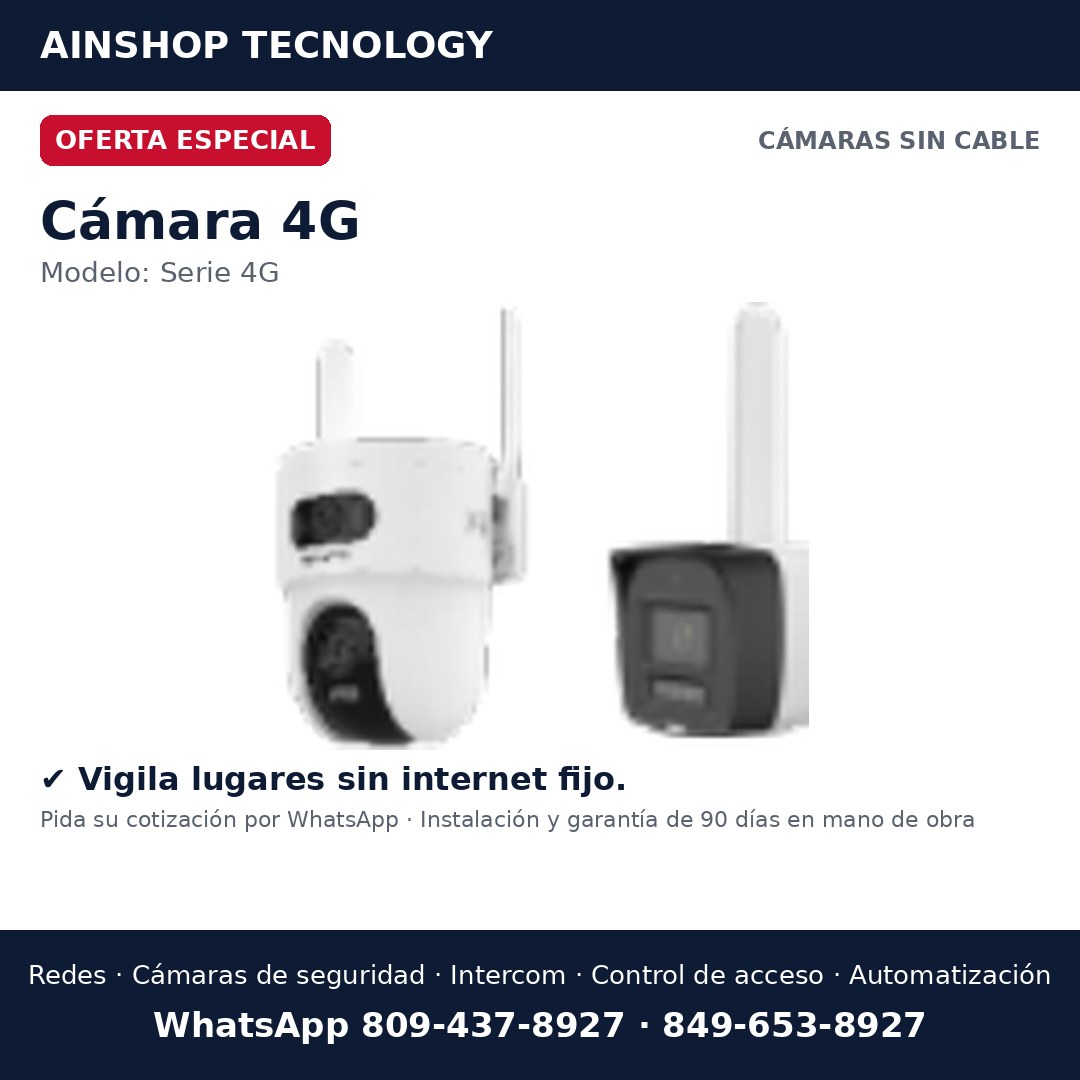 AINSHOP TECNOLOGY
OFERTA ESPECIAL
CÁMARAS SIN CABLE
Cámara 4G
Modelo: Serie 4G
✔ Vigila lugares sin internet fijo.
Pida su cotización por WhatsApp · Instalación y garantía de 90 días en mano de obra
Redes · Cámaras de seguridad · Intercom · Control de acceso · Automatización
WhatsApp 809-437-8927 · 849-653-8927